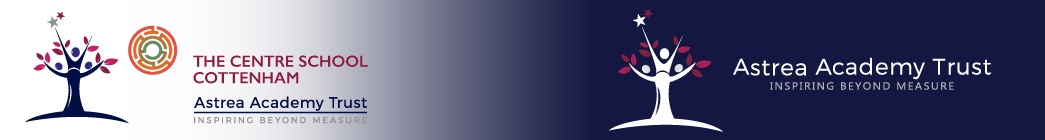 THE CENTRE SCHOOL
COTTENHAM
Astrea Academy Trust
INSPIRING BEYOND MEASURE
Astrea Academy Trust
INSPIRING BEYOND MEASURE